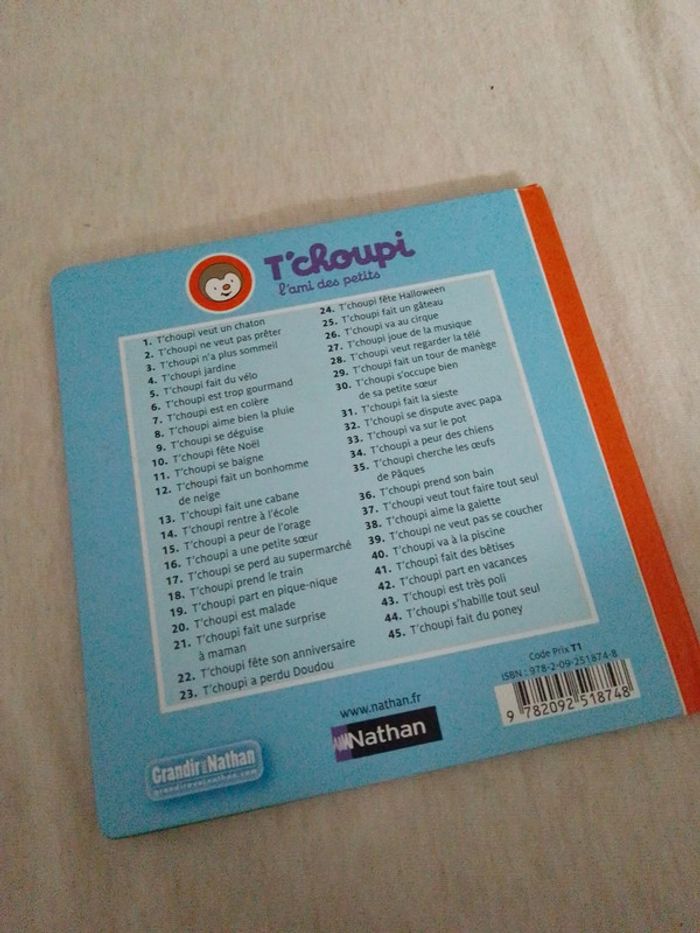 T'choupi
l'ami des petits
1. T'choupi veut un chaton
2. T'choupi ne veut pas prêter
3. T'choupi n'a plus sommeil
4. T'choupi jardine
5. T'choupi fait du vélo
6. T'choupi est trop gourmand
7. T'choupi est en colère
8. T'choupi aime bien la pluie
9. T'choupi se déguise
10. T'choupi fête Noël
11. T'choupi se baigne
12. T'choupi fait un bonhomme
de neige
13. T'choupi fait une cabane
14. T'choupi rentre à l'école
15. T'choupi a peur de l'orage
16. T'choupi a une petite sœur
17. T'choupi se perd au supermarché
18. T'choupi prend le train
19. T'choupi part en pique-nique
20. T'choupi est malade
21. T'choupi fait une surprise
à maman
22. T'choupi fête son anniversaire
23. T'choupi a perdu Doudou
24. T'choupi fête Halloween
25. T'choupi fait un gâteau
26. T'choupi va au cirque
27. T'choupi joue de la musique
28. T'choupi veut regarder la télé
29. T'choupi fait un tour de manège
30. T'choupi s'occupe bien
de sa petite sœur
31. T'choupi fait la sieste
32. T'choupi se dispute avec papa
33. T'choupi va sur le pot
34. T'choupi a peur des chiens
35. T'choupi cherche les œufs
de Pâques
36. T'choupi prend son bain
37. T'choupi veut tout faire tout seul
38. T'choupi aime la galette
39. T'choupi ne veut pas se coucher
40. T'choupi va à la piscine
41. T'choupi fait des bêtises
42. T'choupi part en vacances
43. T'choupi est très poli
44. T'choupi s'habille tout seul
45. T'choupi fait du poney
Code Prix T1
ISBN : 978-2-09-251874-8
9 782092 518748
www.nathan.fr
Nathan
Grandir avec Nathan
grandiravecnathan.com